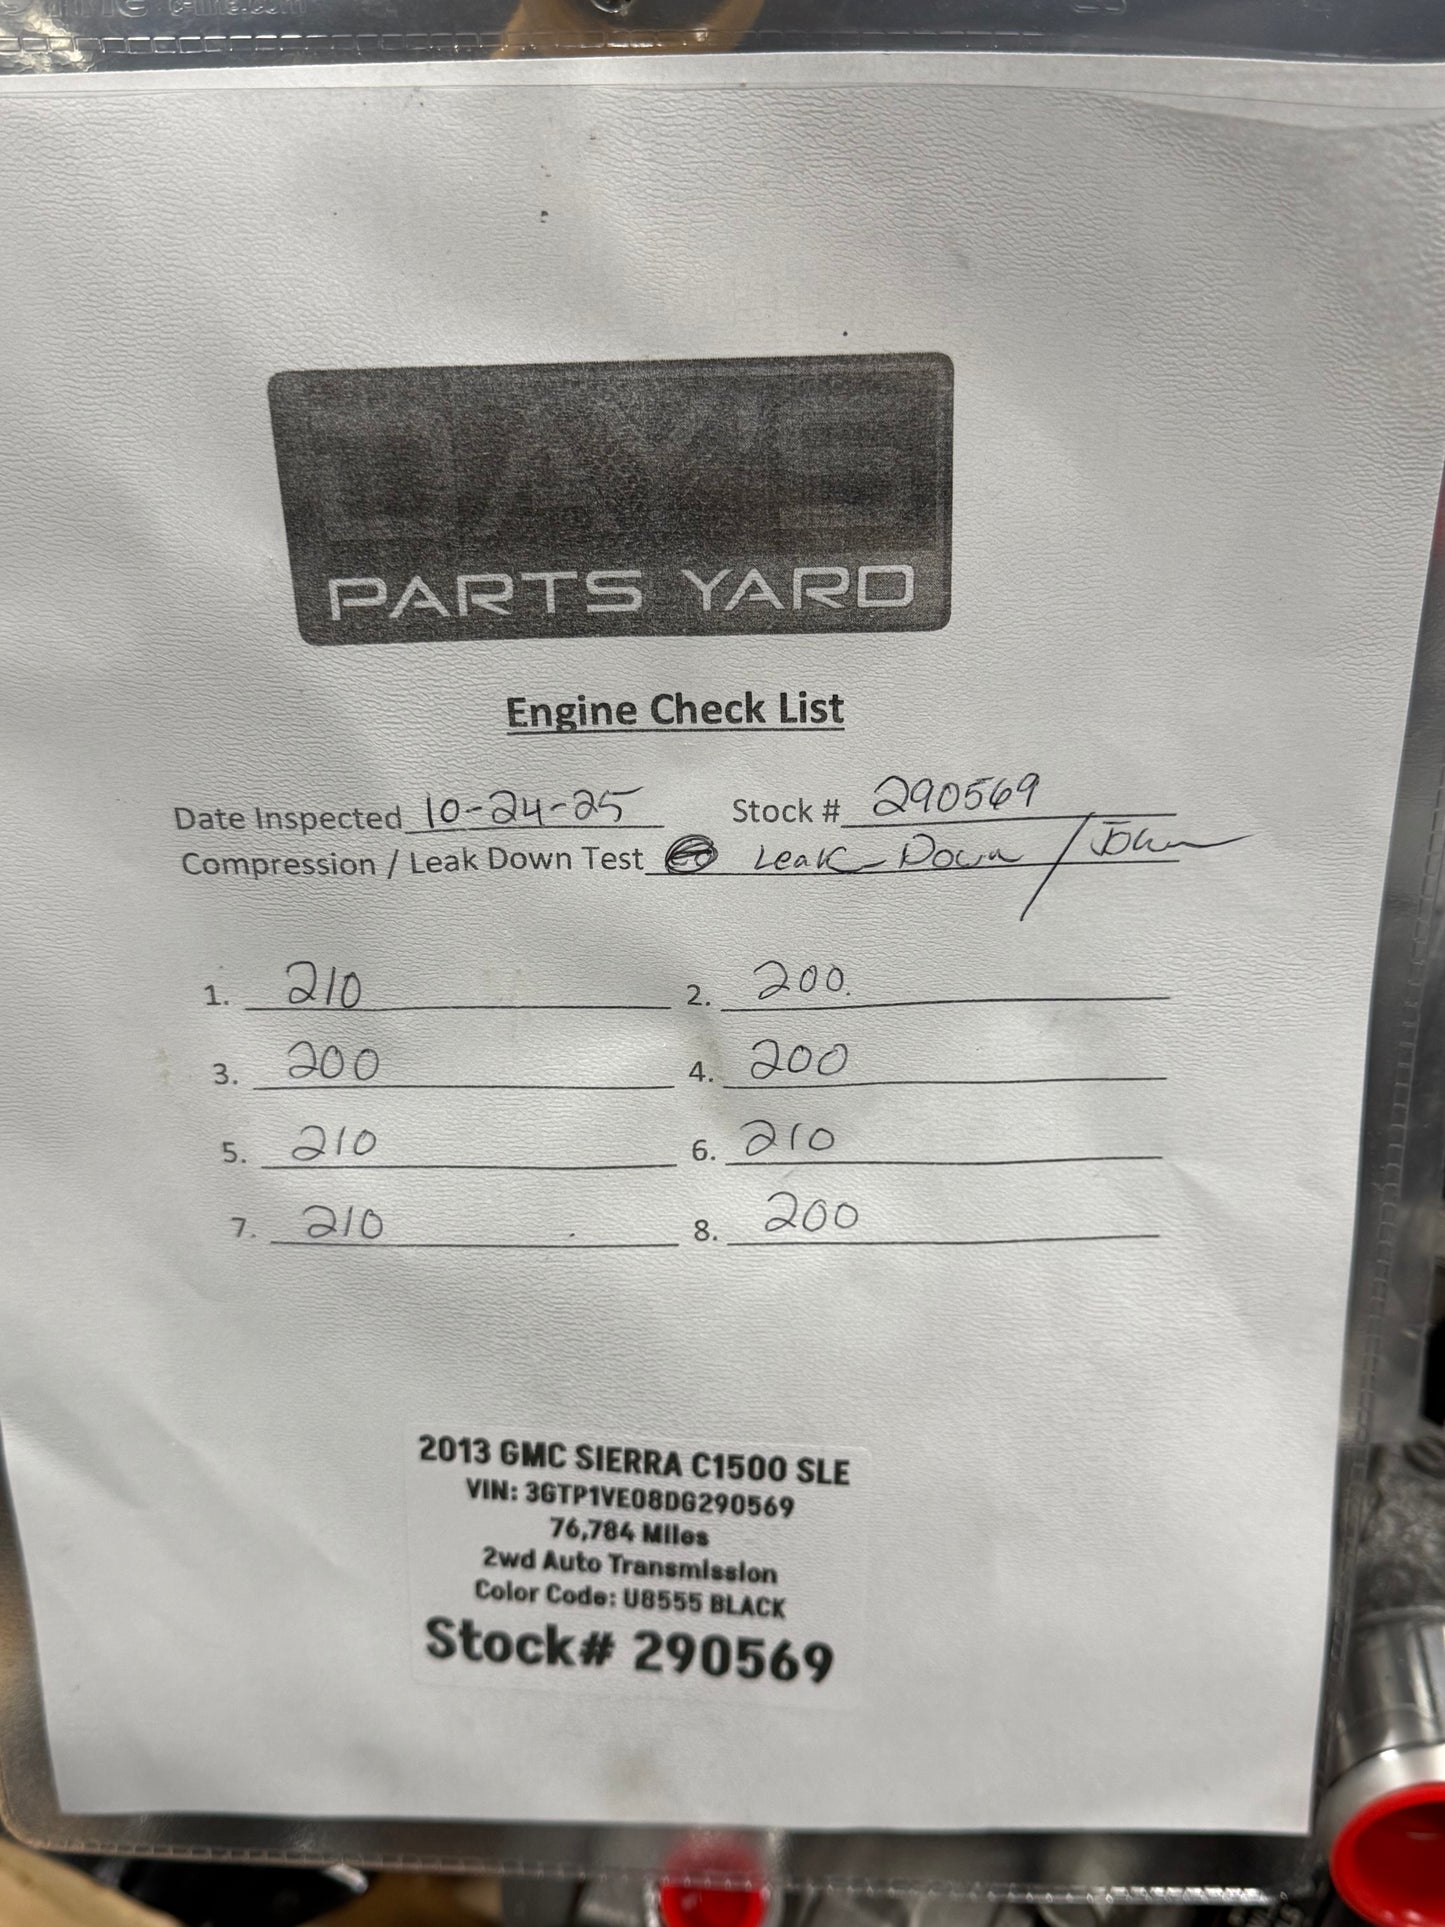 PARTS YARD
Engine Check List
Date Inspected 10-24-25 Stock # 290569
Compression / Leak Down Test Leak-Down / John
1. 210 2. 200
3. 200 4. 200
5. 210 6. 210
7. 210 8. 200
2013 GMC SIERRA C1500 SLE
VIN: 3GTP1VE08DG290569
76,784 Miles
2wd Auto Transmission
Color Code: U8555 BLACK
Stock# 290569